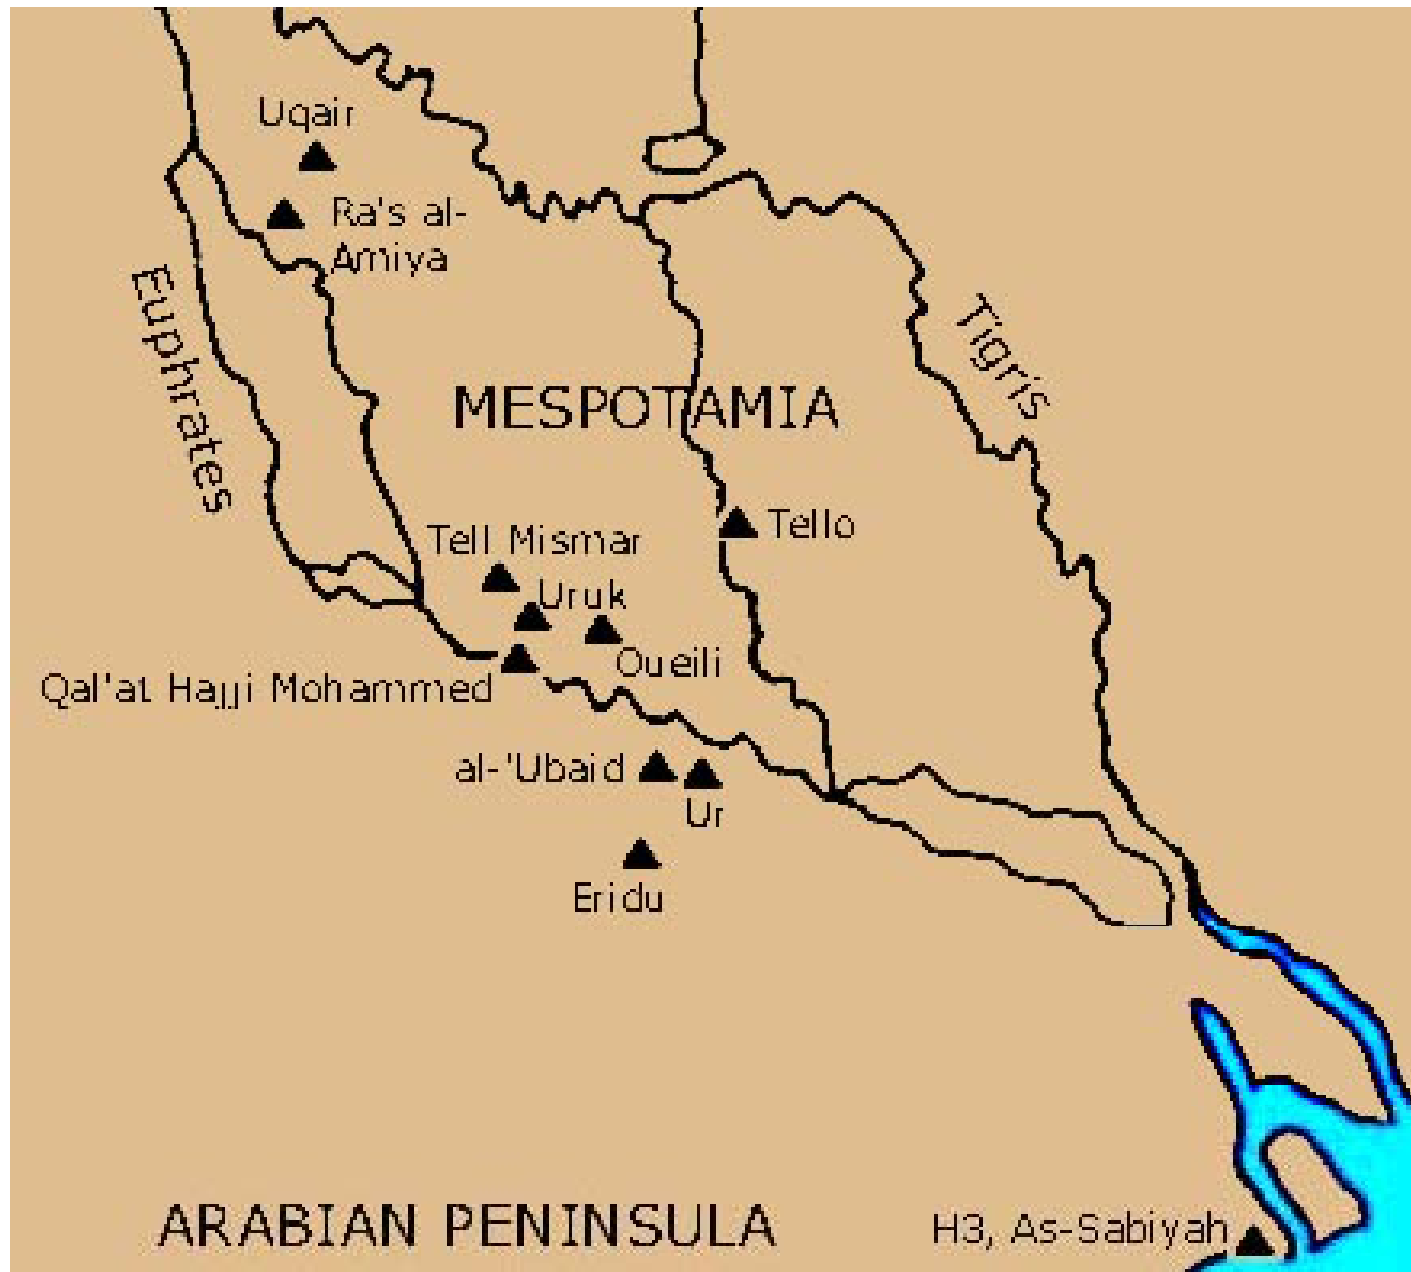 Uqair
Ra's al-
Amiya
Euphrates
Tigris
MESPOTAMIA
Tello
Tell Mismar
Uruk
Oueili
Qal'at Hajji Mohammed
al-'Ubaid
Ur
Eridu
ARABIAN PENINSULA
H3, As-Sabiyah